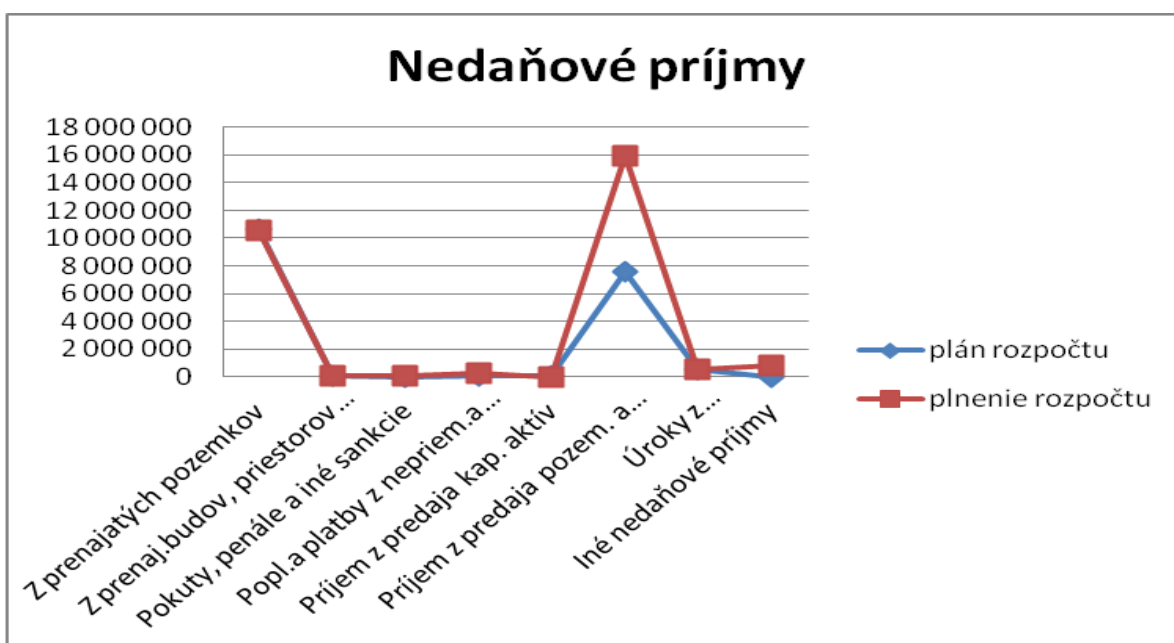 Nedaňové príjmy
18 000 000
16 000 000
14 000 000
12 000 000
10 000 000
8 000 000
6 000 000
4 000 000
2 000 000
0
Z prenajatých pozemkov
Z prenaj.budov, priestorov...
Pokuty, penále a iné sankcie
Popl.a platby z nepriem.a...
Príjem z predaja kap. aktív
Príjem z predaja pozem. a...
Úroky z...
Iné nedaňové príjmy
plán rozpočtu
plnenie rozpočtu